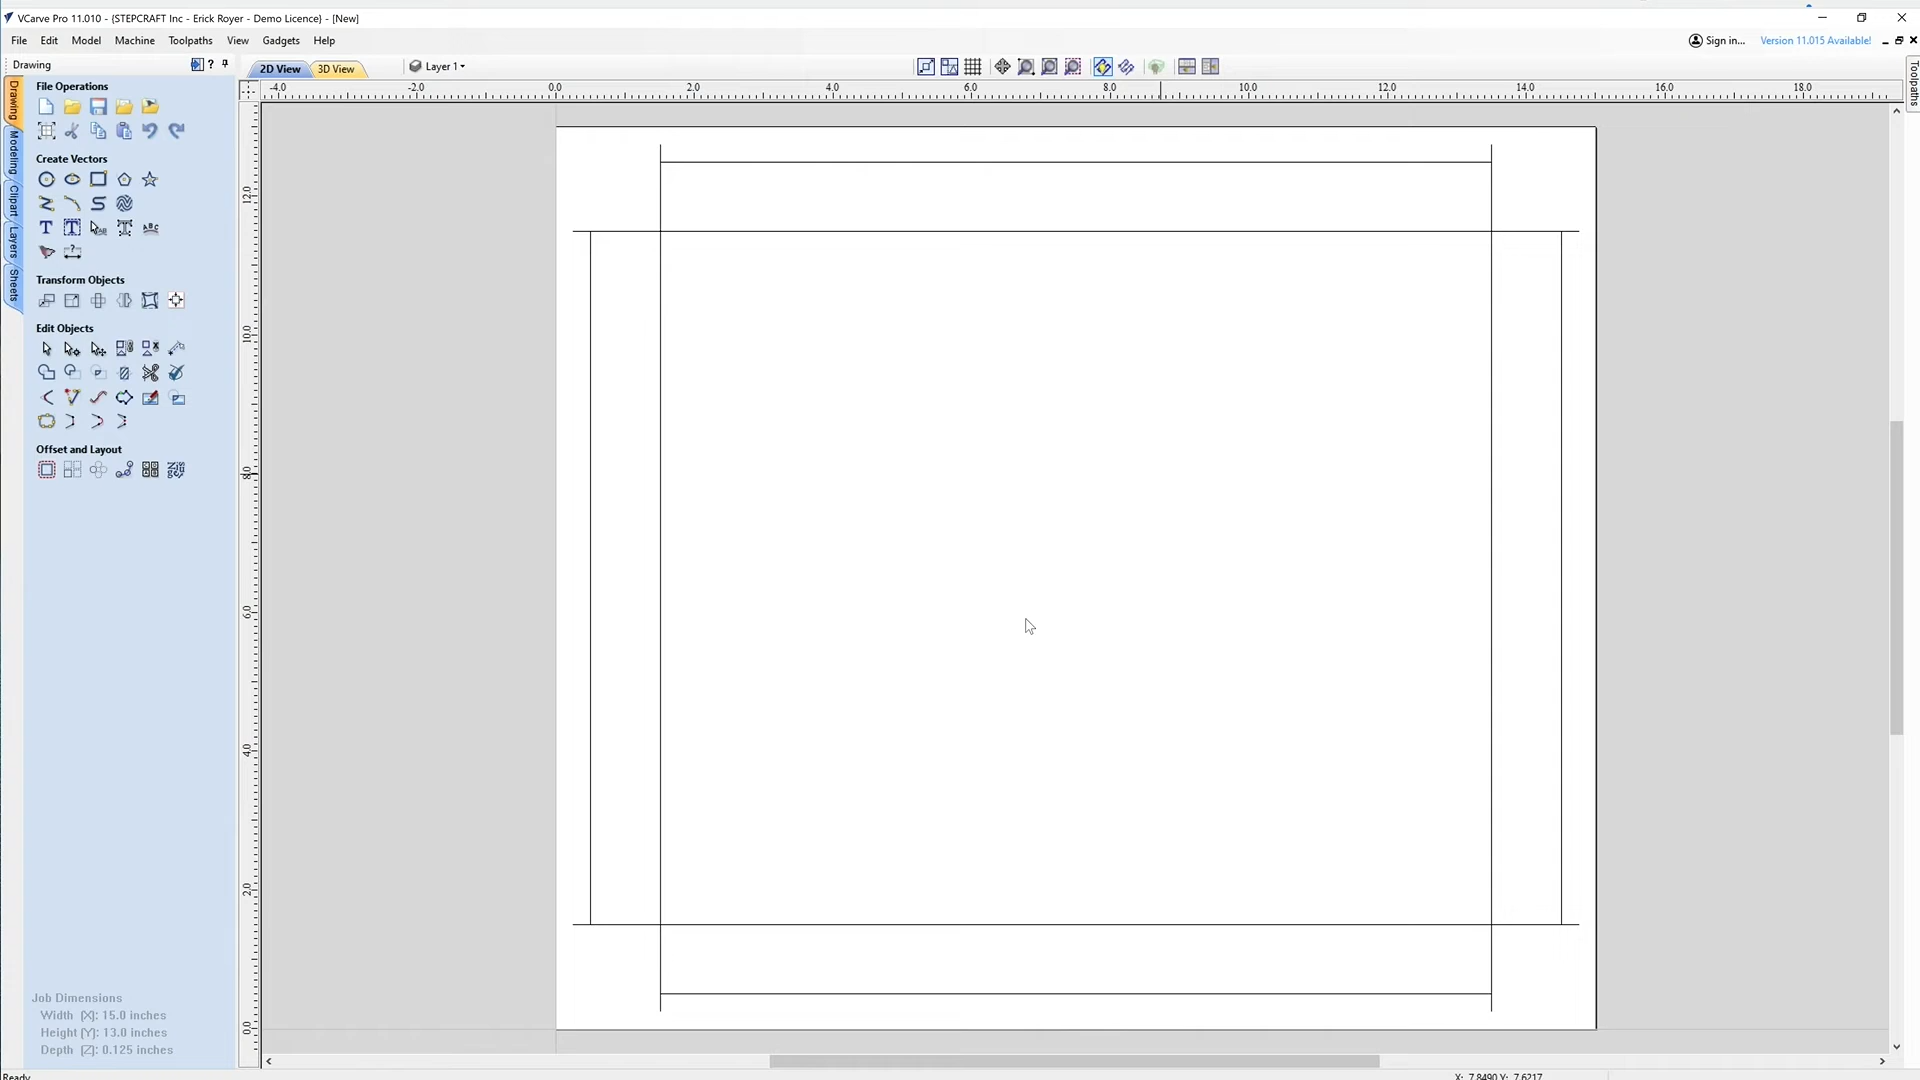 VCarve Pro 11.010 - {STEPCRAFT Inc - Erick Royer - Demo Licence} - [New]
File Edit Model Machine Toolpaths View Gadgets Help
Sign in... Version 11.015 Available!
Drawing ?
2D View 3D View Layer 1
Toolpaths
Drawing
Modeling
Clipart
Layers
Sheets
File Operations
Create Vectors
Transform Objects
Edit Objects
Offset and Layout
-4.0 -2.0 0.0 2.0 4.0 6.0 8.0 10.0 12.0 14.0 16.0 18.0
12.0
10.0
8.0
6.0
4.0
2.0
0.0
Job Dimensions
Width (X): 15.0 inches
Height (Y): 13.0 inches
Depth (Z): 0.125 inches
Ready
X: 7.8490 Y: 7.6217